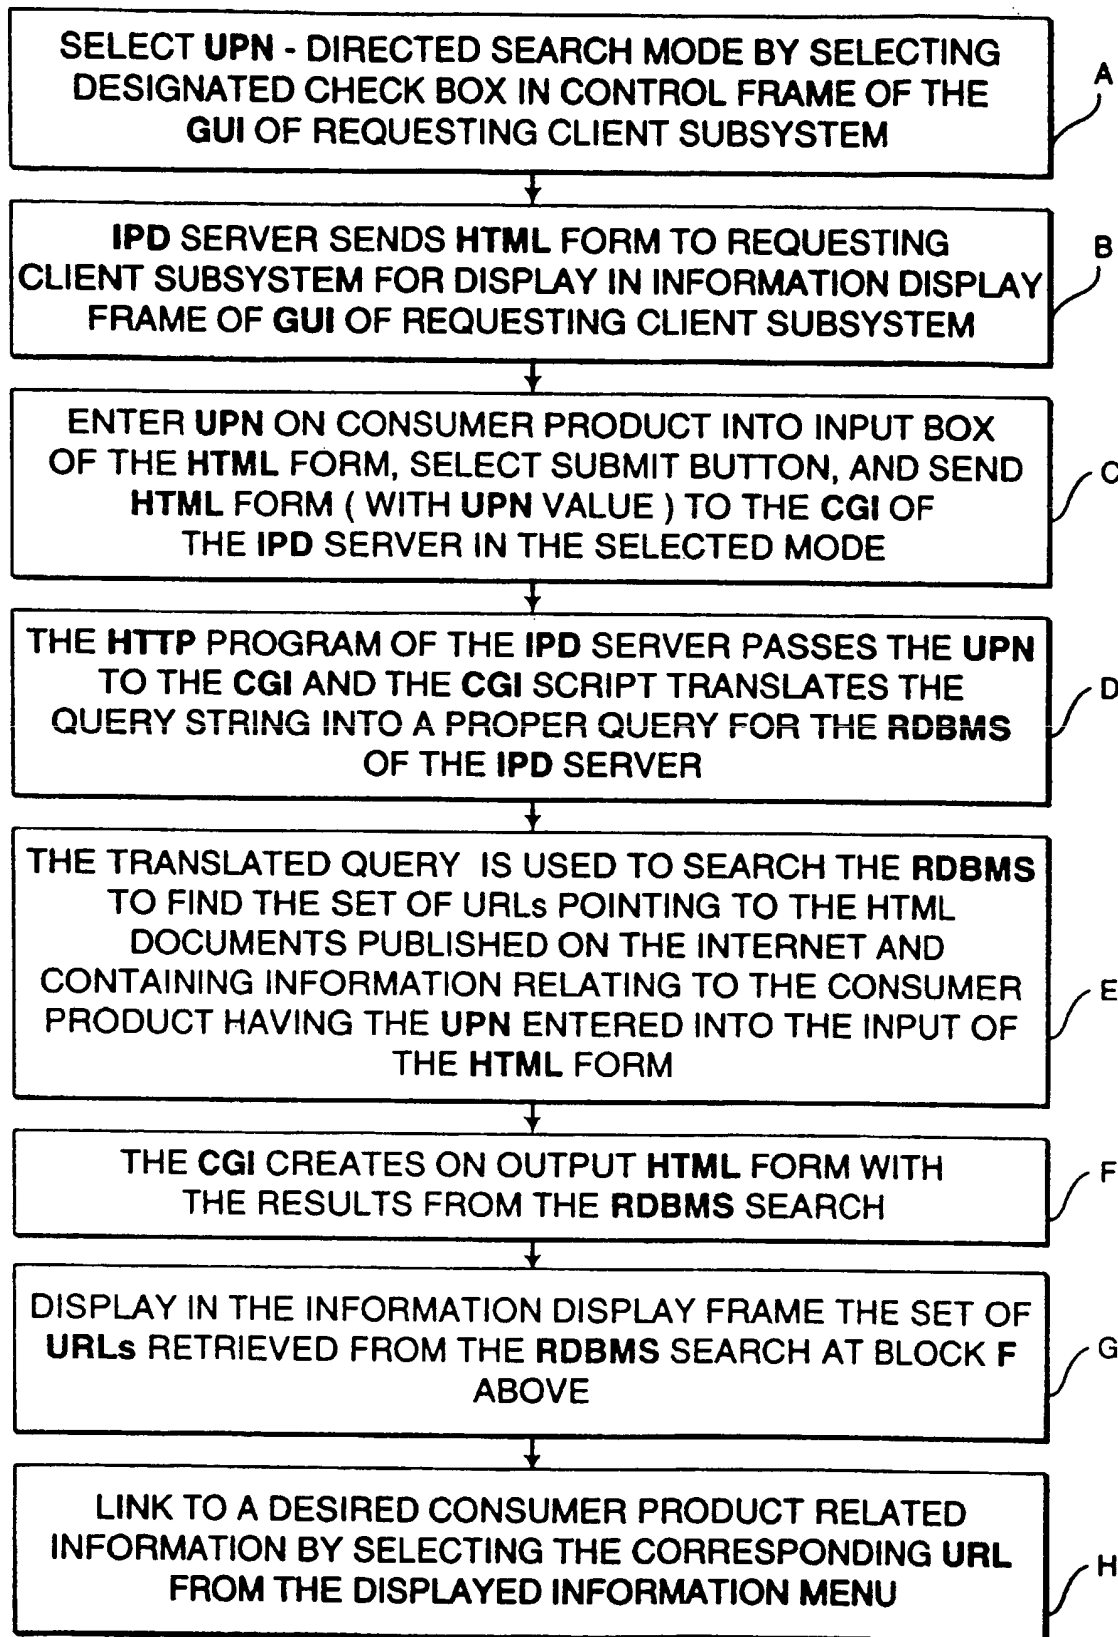 SELECT UPN - DIRECTED SEARCH MODE BY SELECTING
DESIGNATED CHECK BOX IN CONTROL FRAME OF THE
GUI OF REQUESTING CLIENT SUBSYSTEM
A
IPD SERVER SENDS HTML FORM TO REQUESTING
CLIENT SUBSYSTEM FOR DISPLAY IN INFORMATION DISPLAY
FRAME OF GUI OF REQUESTING CLIENT SUBSYSTEM
B
ENTER UPN ON CONSUMER PRODUCT INTO INPUT BOX
OF THE HTML FORM, SELECT SUBMIT BUTTON, AND SEND
HTML FORM ( WITH UPN VALUE ) TO THE CGI OF
THE IPD SERVER IN THE SELECTED MODE
C
THE HTTP PROGRAM OF THE IPD SERVER PASSES THE UPN
TO THE CGI AND THE CGI SCRIPT TRANSLATES THE
QUERY STRING INTO A PROPER QUERY FOR THE RDBMS
OF THE IPD SERVER
D
THE TRANSLATED QUERY IS USED TO SEARCH THE RDBMS
TO FIND THE SET OF URLs POINTING TO THE HTML
DOCUMENTS PUBLISHED ON THE INTERNET AND
CONTAINING INFORMATION RELATING TO THE CONSUMER
PRODUCT HAVING THE UPN ENTERED INTO THE INPUT OF
THE HTML FORM
E
THE CGI CREATES ON OUTPUT HTML FORM WITH
THE RESULTS FROM THE RDBMS SEARCH
F
DISPLAY IN THE INFORMATION DISPLAY FRAME THE SET OF
URLs RETRIEVED FROM THE RDBMS SEARCH AT BLOCK F
ABOVE
G
LINK TO A DESIRED CONSUMER PRODUCT RELATED
INFORMATION BY SELECTING THE CORRESPONDING URL
FROM THE DISPLAYED INFORMATION MENU
H